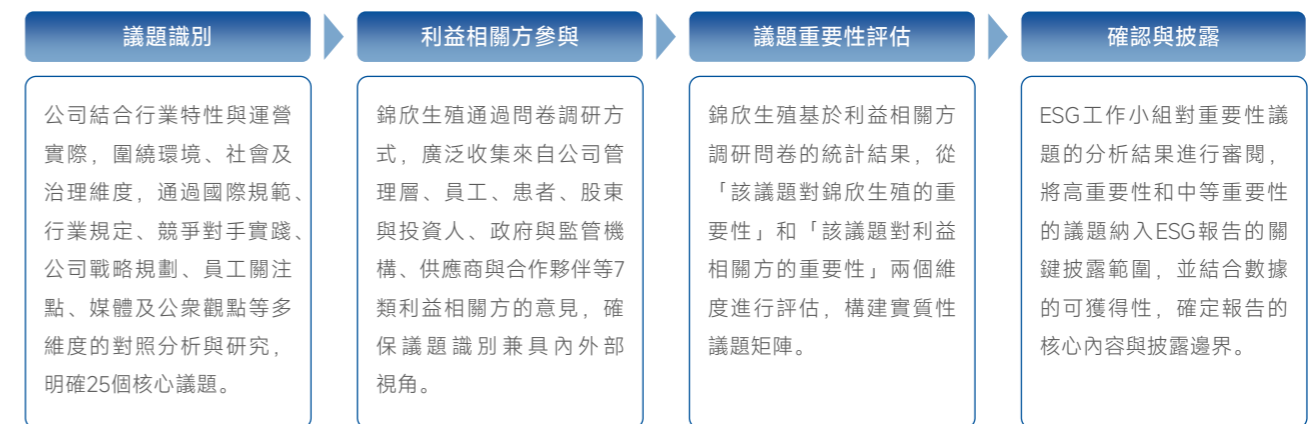 議題識別
公司結合行業特性與運營
實際，圍繞環境、社會及
治理維度，通過國際規範、
行業規定、競爭對手實踐、
公司戰略規劃、員工關注
點、媒體及公衆觀點等多
維度的對照分析與研究，
明確25個核心議題。
利益相關方參與
錦欣生殖通過問卷調研方
式，廣泛收集來自公司管
理層、員工、患者、股東
與投資人、政府與監管機
構、供應商與合作夥伴等7
類利益相關方的意見，確
保議題識別兼具內外部
視角。
議題重要性評估
錦欣生殖基於利益相關方
調研問卷的統計結果，從
「該議題對錦欣生殖的重
要性」和「該議題對利益
相關方的重要性」兩個維
度進行評估，構建實質性
議題矩陣。
確認與披露
ESG工作小組對重要性議
題的分析結果進行審閱，
將高重要性和中等重要性
的議題納入ESG報告的關
鍵披露範圍，並結合數據
的可獲得性，確定報告的
核心內容與披露邊界。